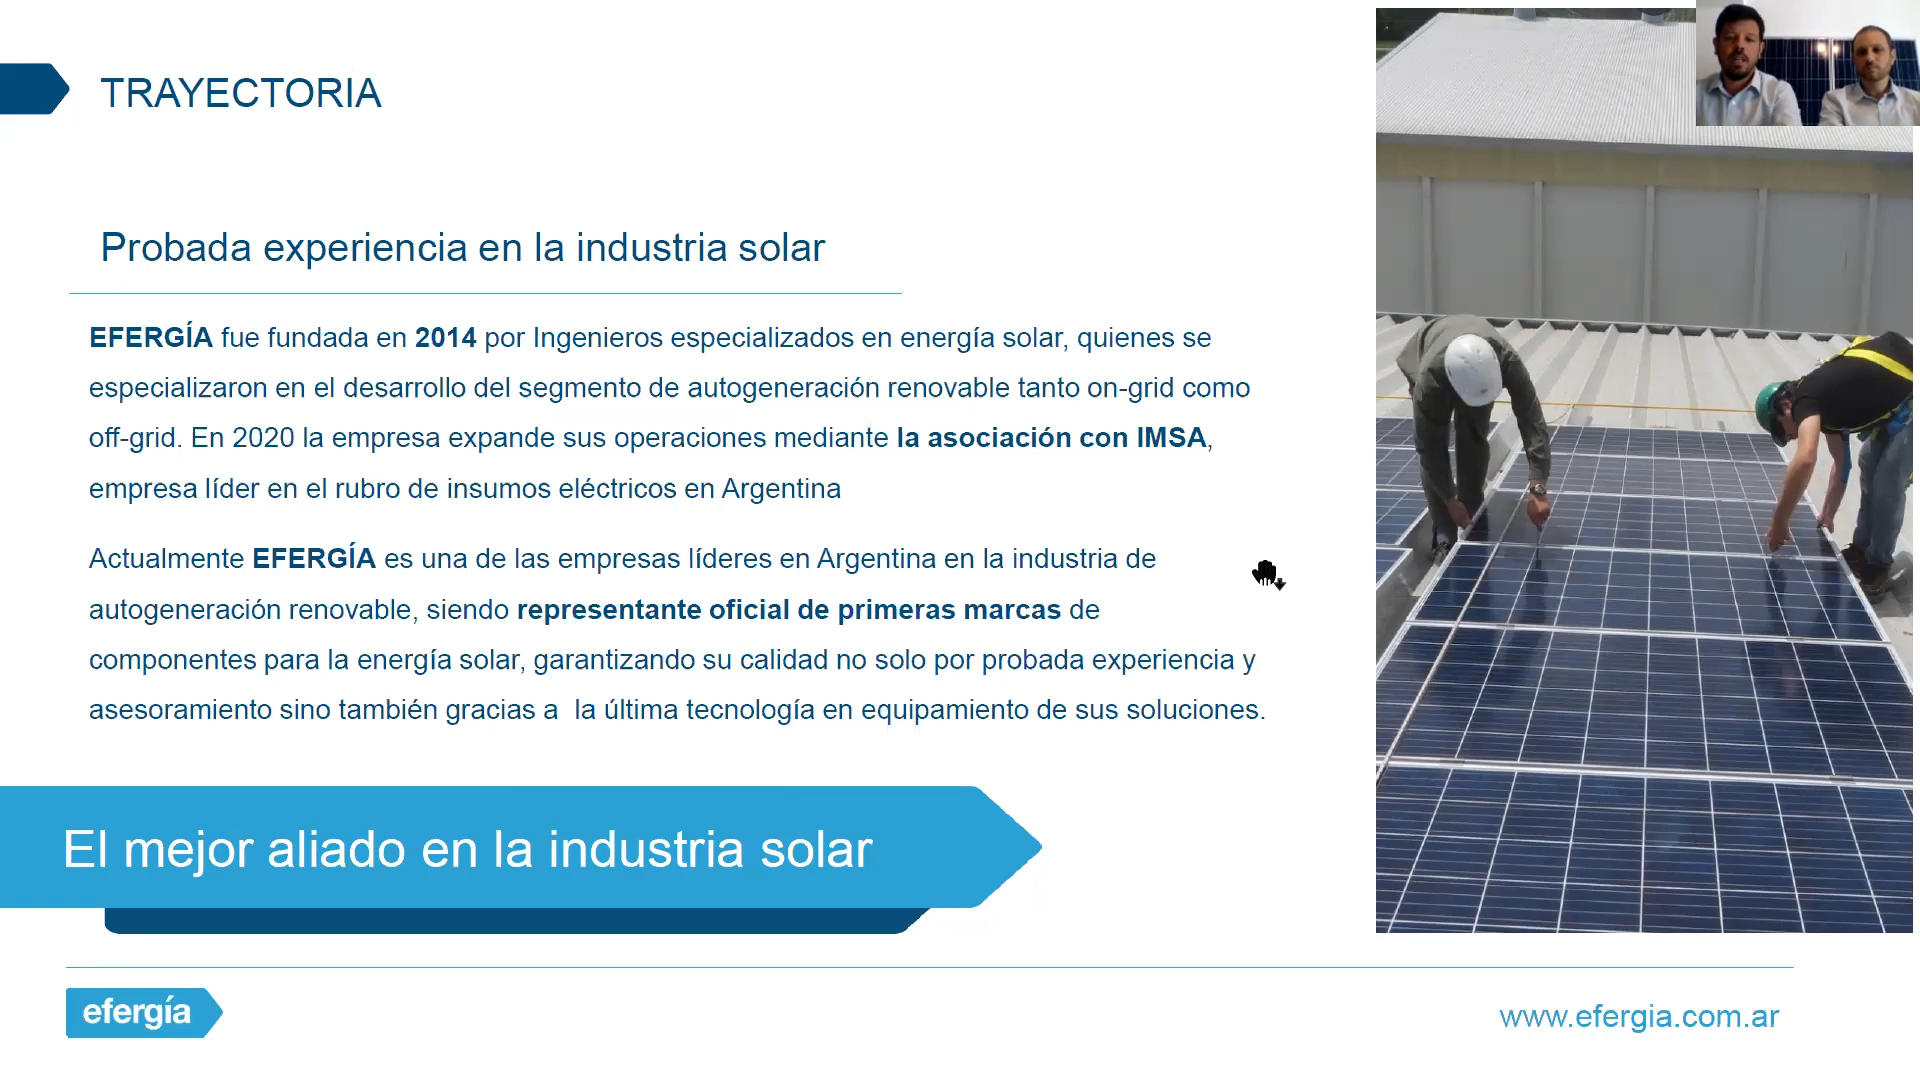 TRAYECTORIA
Probada experiencia en la industria solar
EFERGÍA fue fundada en 2014 por Ingenieros especializados en energía solar, quienes se
especializaron en el desarrollo del segmento de autogeneración renovable tanto on-grid como
off-grid. En 2020 la empresa expande sus operaciones mediante la asociación con IMSA,
empresa líder en el rubro de insumos eléctricos en Argentina
Actualmente EFERGÍA es una de las empresas líderes en Argentina en la industria de
autogeneración renovable, siendo representante oficial de primeras marcas de
componentes para la energía solar, garantizando su calidad no solo por probada experiencia y
asesoramiento sino también gracias a  la última tecnología en equipamiento de sus soluciones.
El mejor aliado en la industria solar
efergía
www.efergia.com.ar